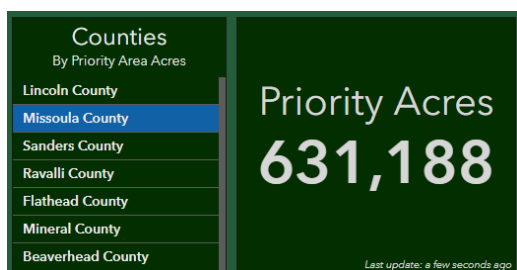 Counties
By Priority Area Acres
Lincoln County
Missoula County
Sanders County
Ravalli County
Flathead County
Mineral County
Beaverhead County
Priority Acres
631,188
Last update: a few seconds ago